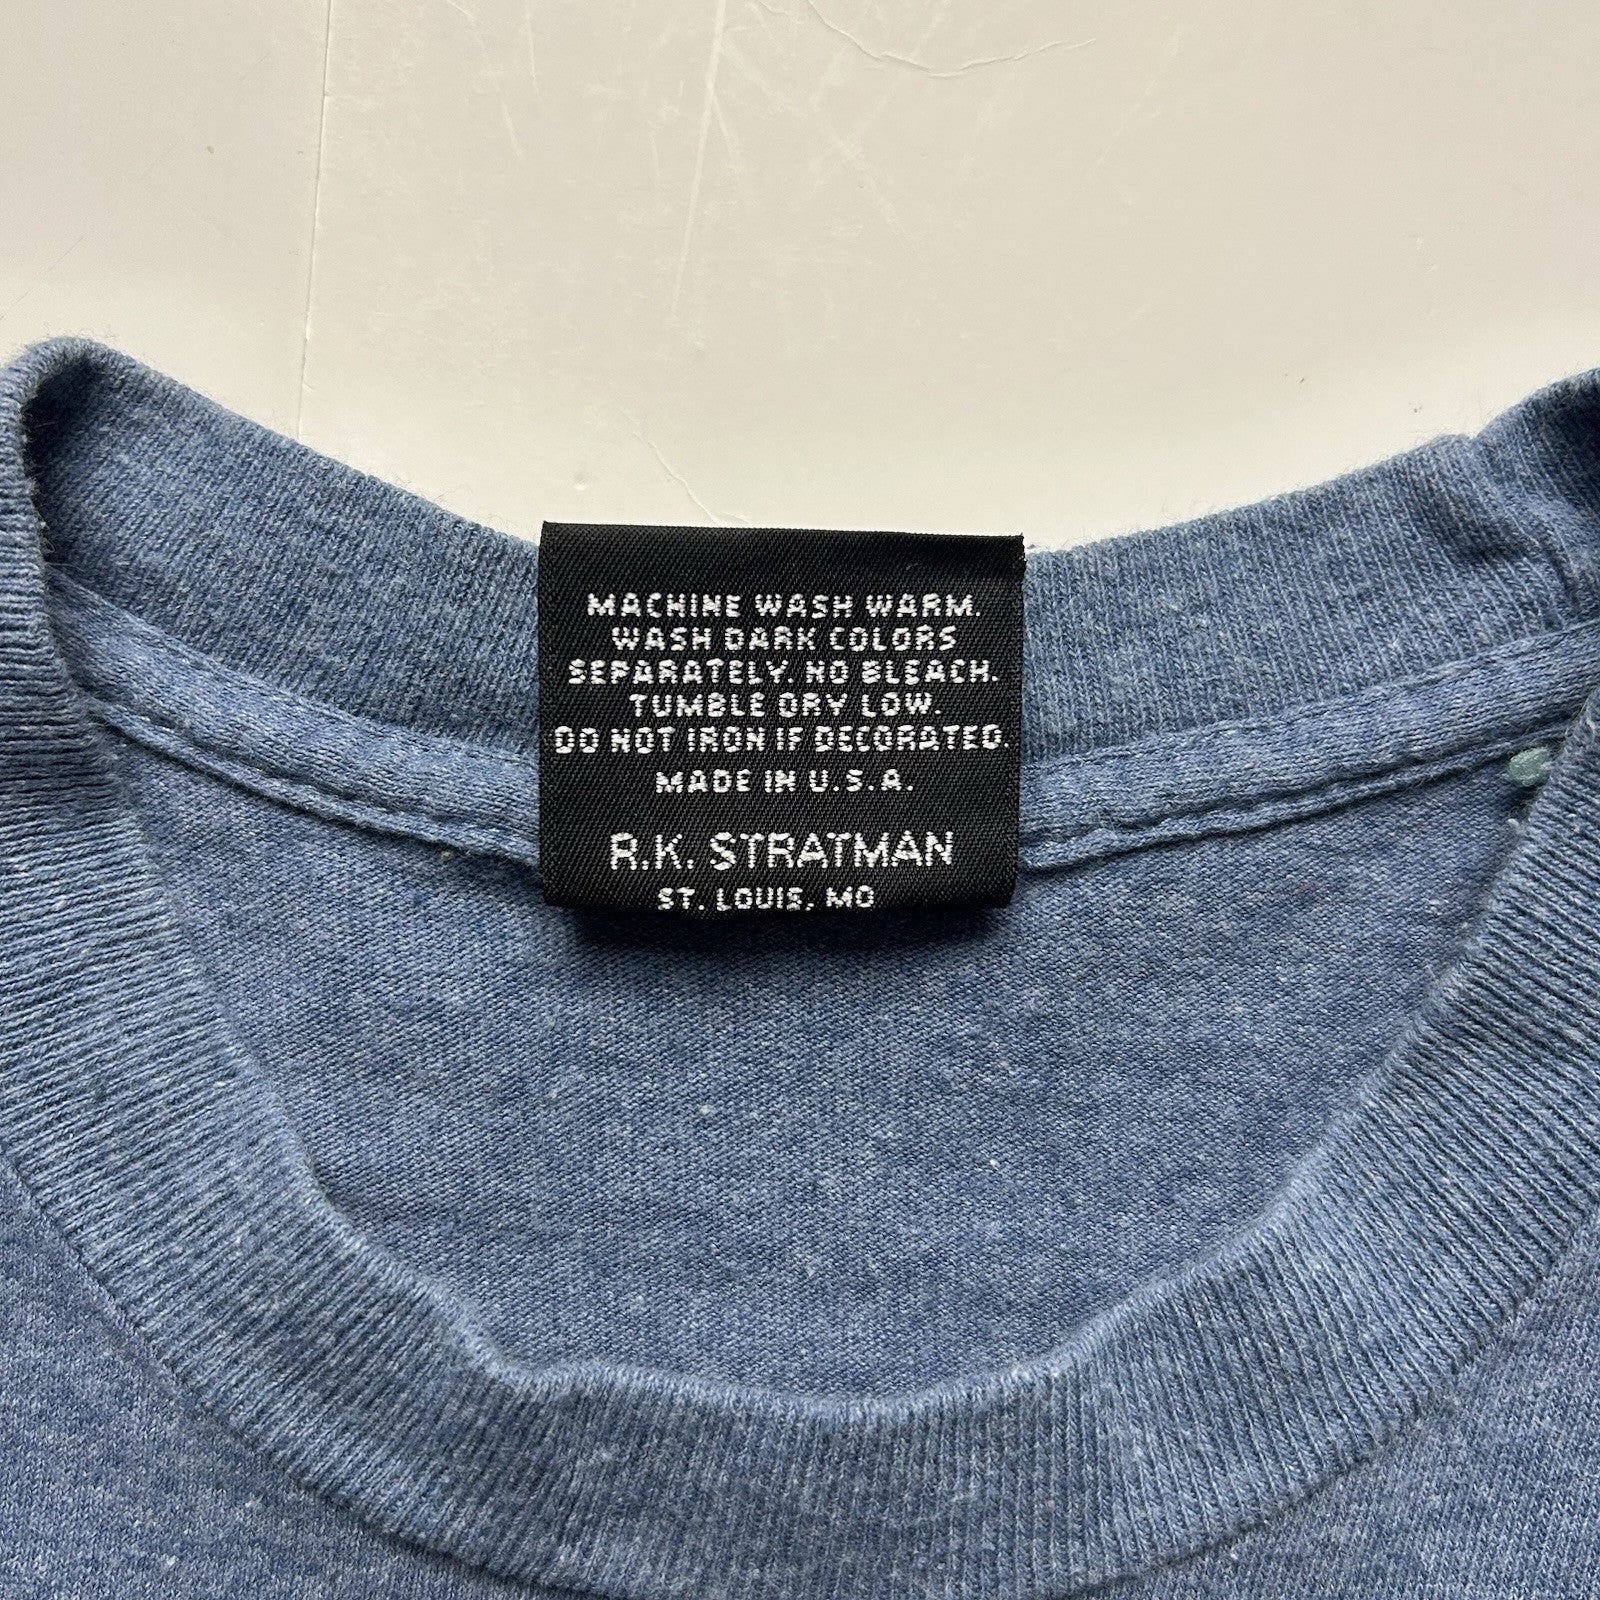 MACHINE WASH WARM.
WASH DARK COLORS
SEPARATELY. NO BLEACH.
TUMBLE DRY LOW.
DO NOT IRON IF DECORATED.
MADE IN U.S.A.
R.K. STRATMAN
ST. LOUIS, MO